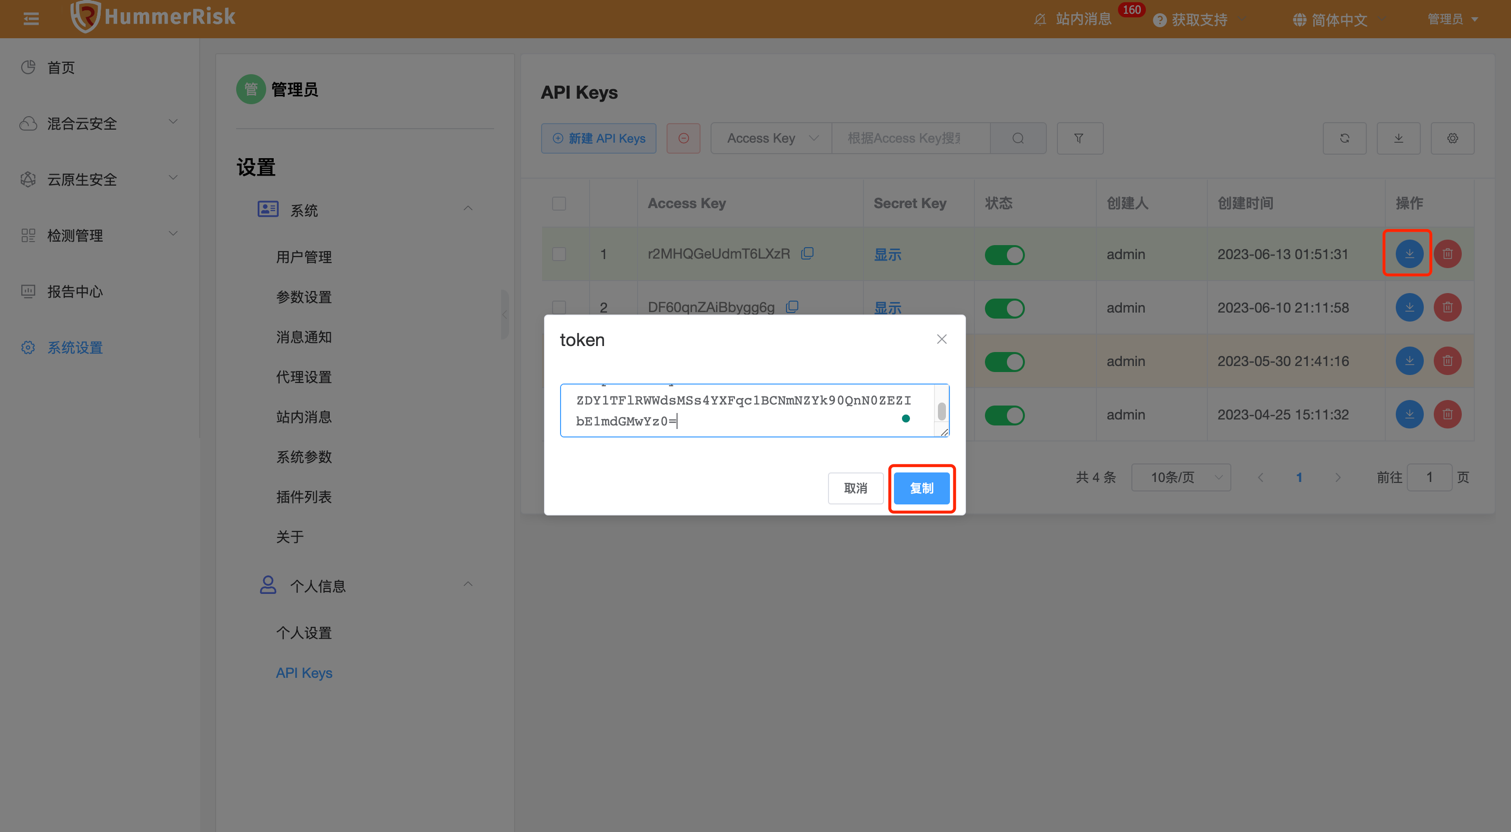 HummerRisk
站内消息
160
获取支持
简体中文
管理员
首页
混合云安全
云原生安全
检测管理
报告中心
系统设置
管 管理员
设置
系统
用户管理
参数设置
消息通知
代理设置
站内消息
系统参数
插件列表
关于
个人信息
个人设置
API Keys
API Keys
新建 API Keys
Access Key
根据Access Key搜
Access Key Secret Key 状态 创建人 创建时间 操作
1 r2MHQGeUdmT6LXzR 显示 admin 2023-06-13 01:51:31
2 DF60qnZAiBbygg6g 显示 admin 2023-06-10 21:11:58
admin 2023-05-30 21:41:16
admin 2023-04-25 15:11:32
共 4 条 10条/页 1 前往 1 页
token
ZDY1TFlRWWdsMSs4YXFqc1BCNmNZYk90QnN0ZEZI
bElmdGMwYz0=
取消 复制